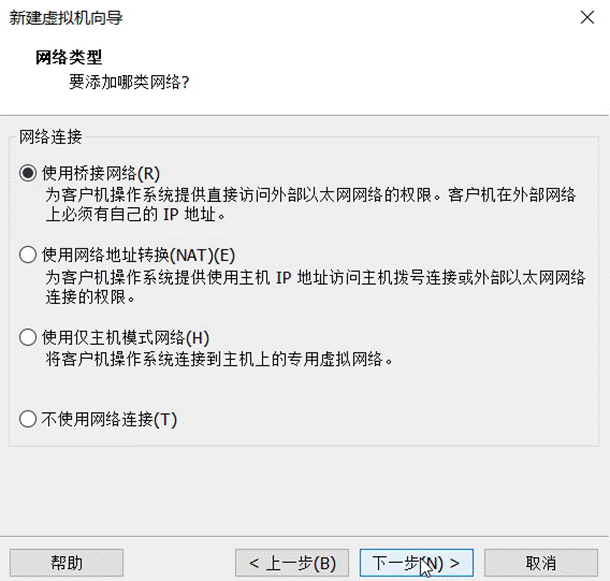 新建虚拟机向导
网络类型
要添加哪类网络?
网络连接
使用桥接网络(R)
为客户机操作系统提供直接访问外部以太网网络的权限。客户机在外部网络
上必须有自己的 IP 地址。
使用网络地址转换(NAT)(E)
为客户机操作系统提供使用主机 IP 地址访问主机拨号连接或外部以太网网络
连接的权限。
使用仅主机模式网络(H)
将客户机操作系统连接到主机上的专用虚拟网络。
不使用网络连接(T)
帮助
< 上一步(B)
下一步(N) >
取消